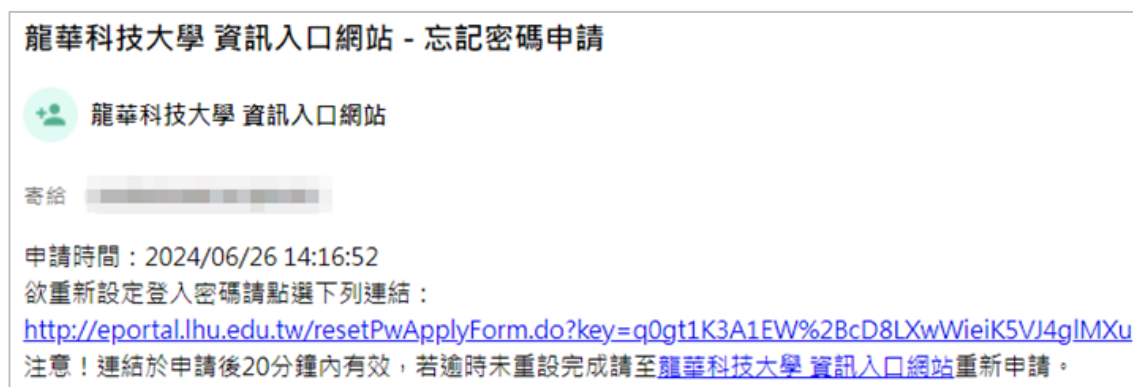 龍華科技大學 資訊入口網站 - 忘記密碼申請
龍華科技大學 資訊入口網站
寄給
申請時間：2024/06/26 14:16:52
欲重新設定登入密碼請點選下列連結：
http://eportal.lhu.edu.tw/resetPwApplyForm.do?key=q0gt1K3A1EW%2BcD8LXwWieiK5VJ4glMXu
注意！連結於申請後20分鐘內有效，若逾時未重設完成請至龍華科技大學 資訊入口網站重新申請。